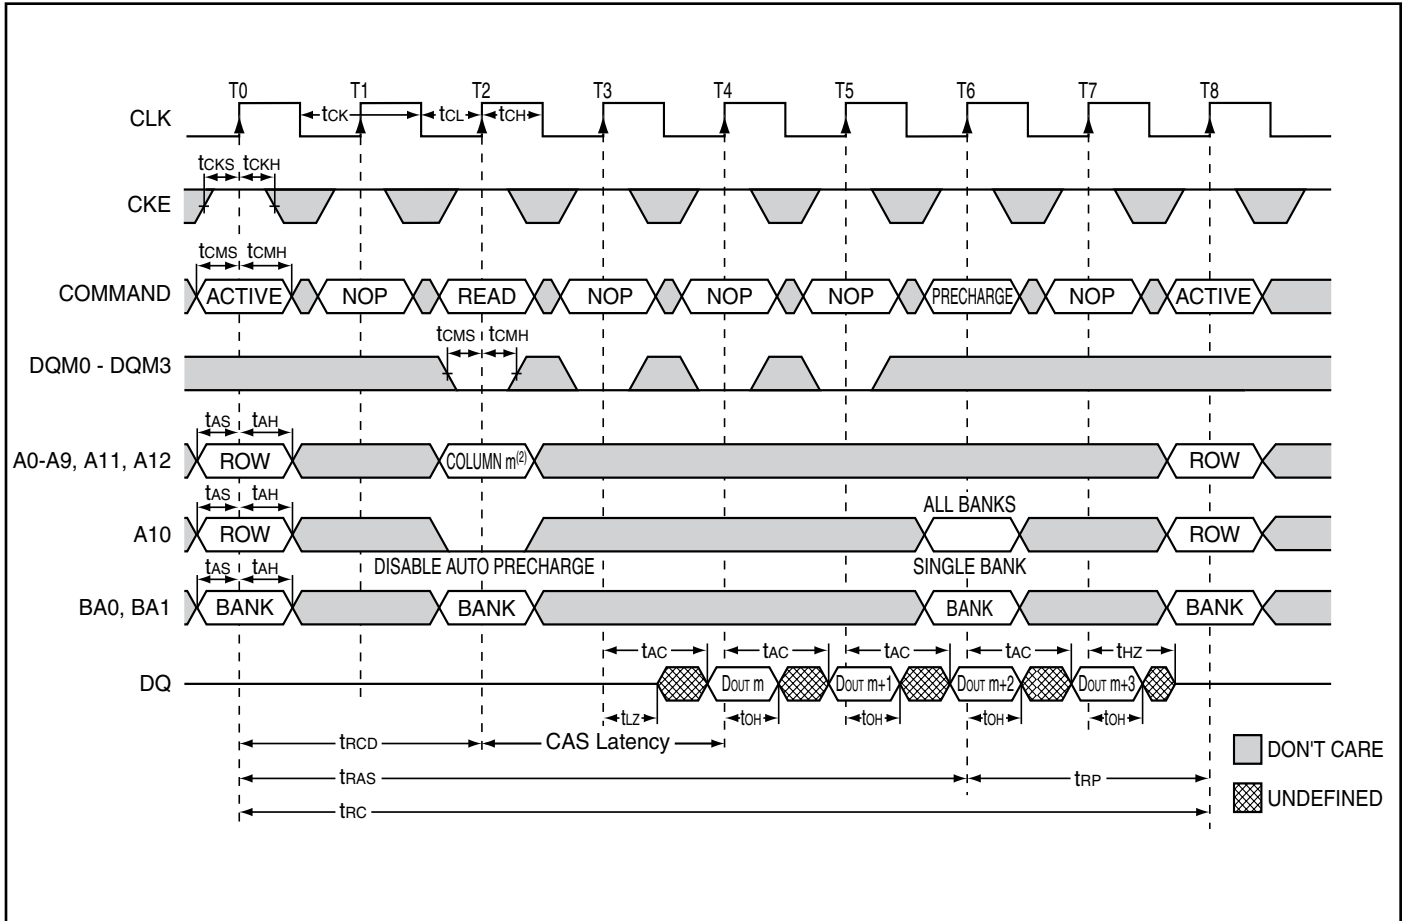 T0 T1 T2 T3 T4 T5 T6 T7 T8
CLK tCK tCL tCH
tCKS tCKH
CKE
tCMS tCMH
COMMAND ACTIVE NOP READ NOP NOP NOP PRECHARGE NOP ACTIVE
tCMS tCMH
DQM0 - DQM3
tAS tAH
A0-A9, A11, A12 ROW COLUMN m(2) ROW
tAS tAH ALL BANKS
A10 ROW ROW
DISABLE AUTO PRECHARGE SINGLE BANK
tAS tAH
BA0, BA1 BANK BANK BANK BANK
tAC tAC tAC tAC tHZ
DQ DOUT m DOUT m+1 DOUT m+2 DOUT m+3
tLZ tOH tOH tOH tOH
tRCD CAS Latency
DON'T CARE
tRAS tRP
UNDEFINED
tRC